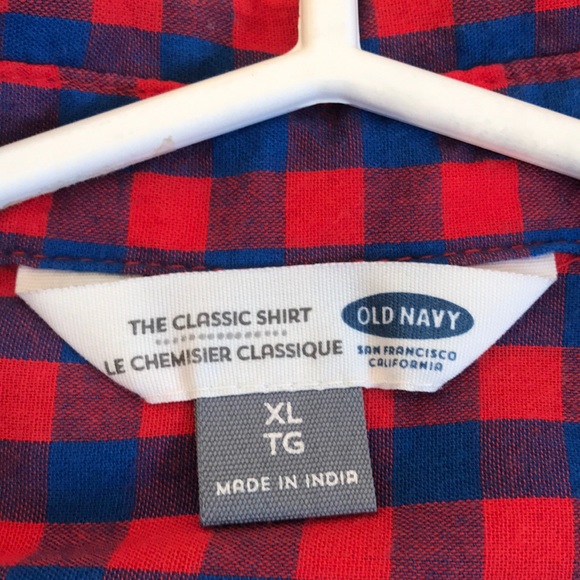 THE CLASSIC SHIRT
LE CHEMISIER CLASSIQUE
OLD NAVY
SAN FRANCISCO
CALIFORNIA
XL
TG
MADE IN INDIA